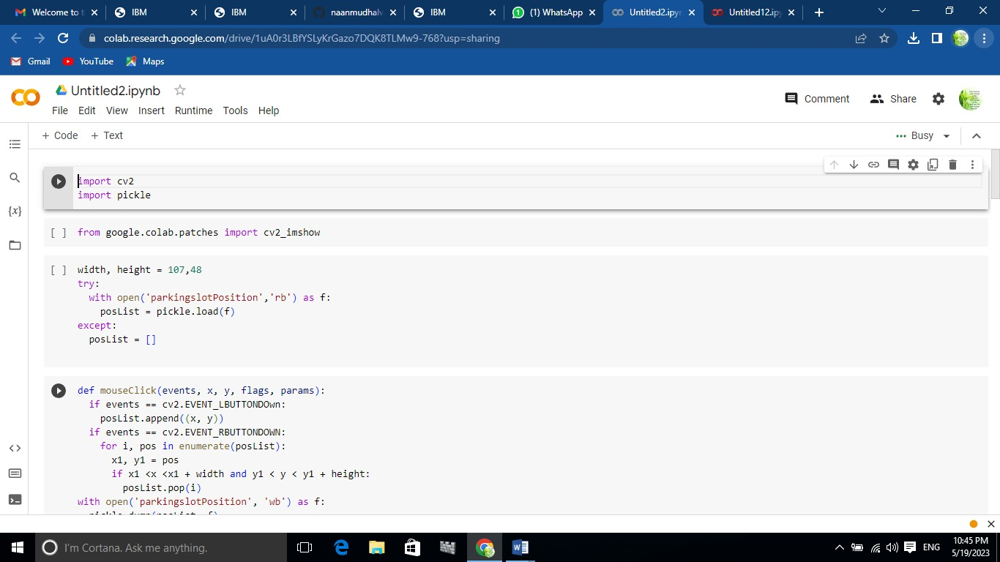 Welcome to t
IBM
IBM
naanmudhalv
IBM
(1) WhatsApp
Untitled2.ipyn
Untitled12.ip
colab.research.google.com/drive/1uA0r3LBfYSLyKrGazo7DQK8TLMw9-768?usp=sharing
Gmail YouTube Maps
Untitled2.ipynb
File Edit View Insert Runtime Tools Help
Comment Share
+ Code + Text
Busy
import cv2
import pickle
[ ] from google.colab.patches import cv2_imshow
[ ] width, height = 107,48
try:
with open('parkingslotPosition','rb') as f:
posList = pickle.load(f)
except:
posList = []
def mouseClick(events, x, y, flags, params):
if events == cv2.EVENT_LBUTTONDOwn:
posList.append((x, y))
if events == cv2.EVENT_RBUTTONDOWN:
for i, pos in enumerate(posList):
x1, y1 = pos
if x1 <x <x1 + width and y1 < y < y1 + height:
posList.pop(i)
with open('parkingslotPosition', 'wb') as f:
{x}
I'm Cortana. Ask me anything.
ENG
10:45 PM
5/19/2023